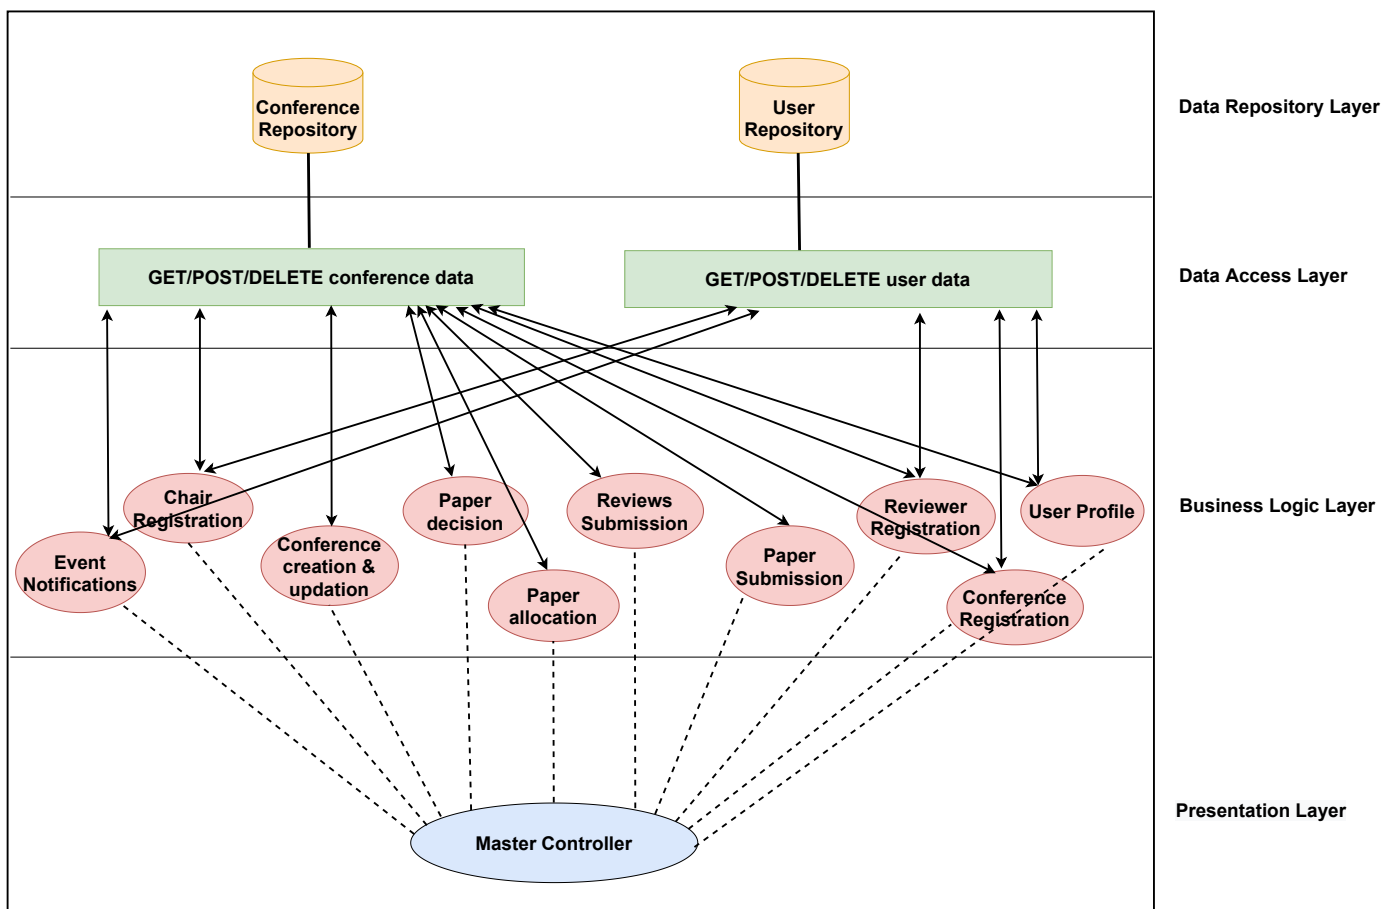 Conference
Repository
User
Repository
Data Repository Layer
GET/POST/DELETE conference data
GET/POST/DELETE user data
Data Access Layer
Chair
Registration
Paper
decision
Reviews
Submission
Reviewer
Registration
User Profile
Business Logic Layer
Event
Notifications
Conference
creation &
updation
Paper
allocation
Paper
Submission
Conference
Registration
Master Controller
Presentation Layer